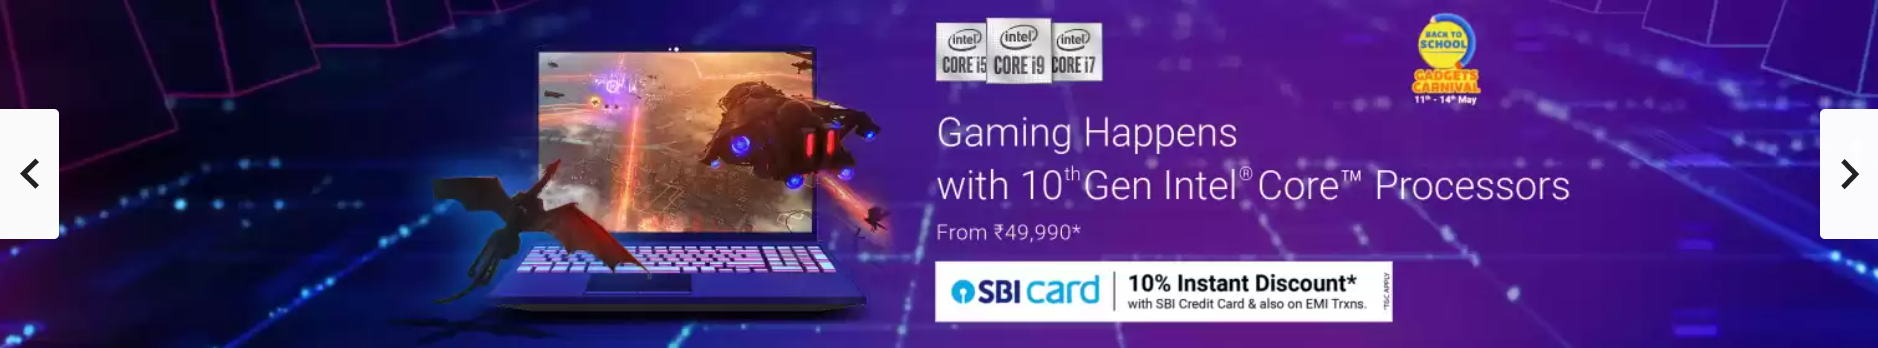 intel
CORE i5
intel
CORE i9
intel
CORE i7
BACK TO
SCHOOL
GADGETS
CARNIVAL
11th - 14th May
Gaming Happens
with 10th Gen Intel® Core™ Processors
From ₹49,990*
SBI card
10% Instant Discount*
with SBI Credit Card & also on EMI Trxns.
*T&C APPLY